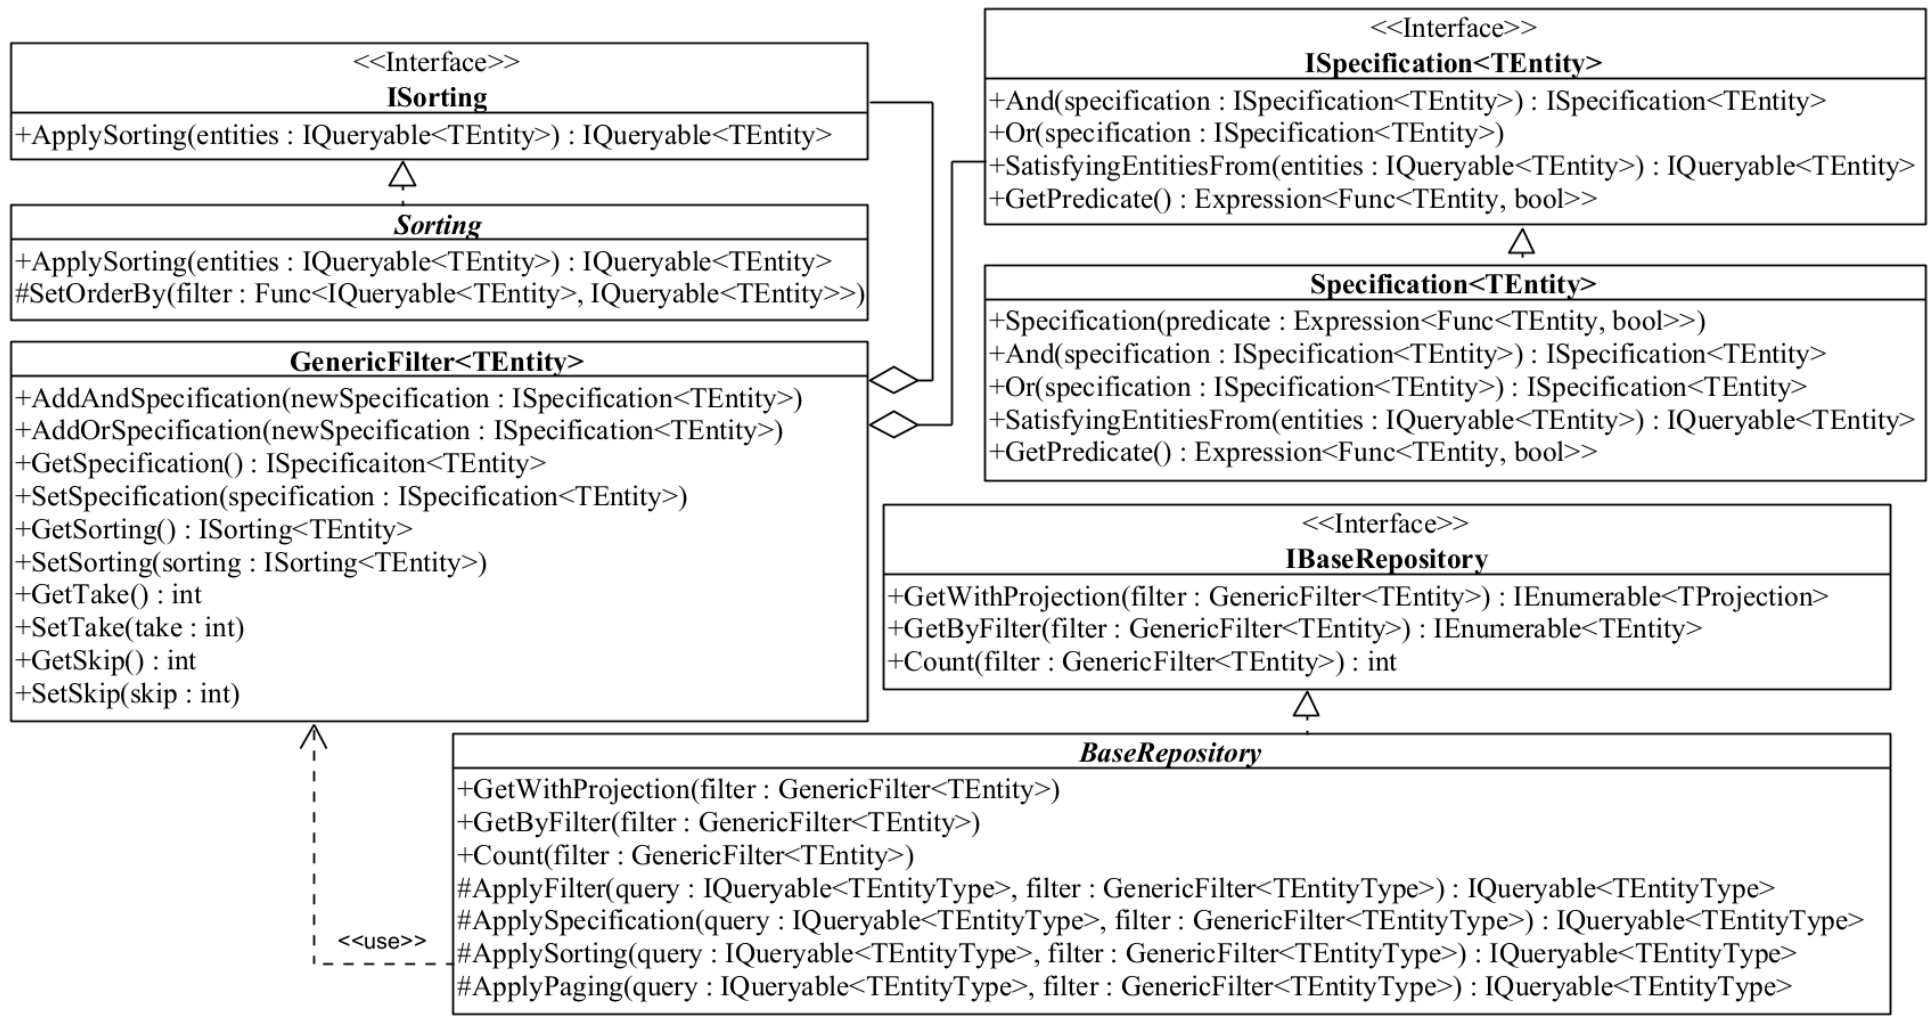 <<Interface>>
ISorting
+ApplySorting(entities : IQueryable<TEntity>) : IQueryable<TEntity>
Sorting
+ApplySorting(entities : IQueryable<TEntity>) : IQueryable<TEntity>
#SetOrderBy(filter : Func<IQueryable<TEntity>, IQueryable<TEntity>>)
GenericFilter<TEntity>
+AddAndSpecification(newSpecification : ISpecification<TEntity>)
+AddOrSpecification(newSpecification : ISpecification<TEntity>)
+GetSpecification() : ISpecificaiton<TEntity>
+SetSpecification(specification : ISpecification<TEntity>)
+GetSorting() : ISorting<TEntity>
+SetSorting(sorting : ISorting<TEntity>)
+GetTake() : int
+SetTake(take : int)
+GetSkip() : int
+SetSkip(skip : int)
<<Interface>>
ISpecification<TEntity>
+And(specification : ISpecification<TEntity>) : ISpecification<TEntity>
+Or(specification : ISpecification<TEntity>)
+SatisfyingEntitiesFrom(entities : IQueryable<TEntity>) : IQueryable<TEntity>
+GetPredicate() : Expression<Func<TEntity, bool>>
Specification<TEntity>
+Specification(predicate : Expression<Func<TEntity, bool>>)
+And(specification : ISpecification<TEntity>) : ISpecification<TEntity>
+Or(specification : ISpecification<TEntity>) : ISpecification<TEntity>
+SatisfyingEntitiesFrom(entities : IQueryable<TEntity>) : IQueryable<TEntity>
+GetPredicate() : Expression<Func<TEntity, bool>>
<<Interface>>
IBaseRepository
+GetWithProjection(filter : GenericFilter<TEntity>) : IEnumerable<TProjection>
+GetByFilter(filter : GenericFilter<TEntity>) : IEnumerable<TEntity>
+Count(filter : GenericFilter<TEntity>) : int
BaseRepository
+GetWithProjection(filter : GenericFilter<TEntity>)
+GetByFilter(filter : GenericFilter<TEntity>)
+Count(filter : GenericFilter<TEntity>)
#ApplyFilter(query : IQueryable<TEntityType>, filter : GenericFilter<TEntityType>) : IQueryable<TEntityType>
#ApplySpecification(query : IQueryable<TEntityType>, filter : GenericFilter<TEntityType>) : IQueryable<TEntityType>
#ApplySorting(query : IQueryable<TEntityType>, filter : GenericFilter<TEntityType>) : IQueryable<TEntityType>
#ApplyPaging(query : IQueryable<TEntityType>, filter : GenericFilter<TEntityType>) : IQueryable<TEntityType>
<<use>>